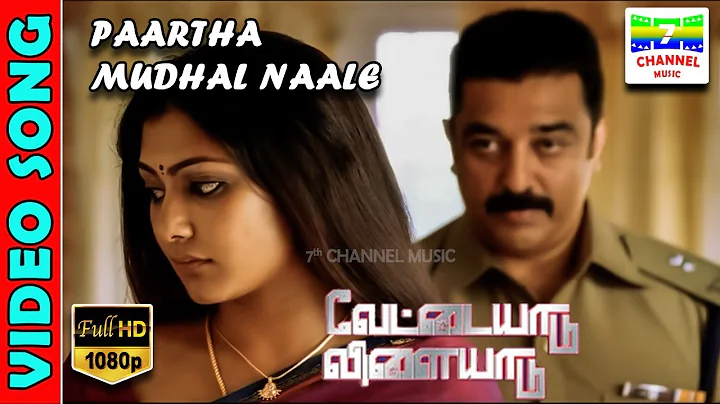 VIDEO SONG
PAARTHA
MUDHAL NAALE
7
CHANNEL
MUSIC
7th CHANNEL MUSIC
வேட்டையாடு
விளையாடு
Full HD
1080p